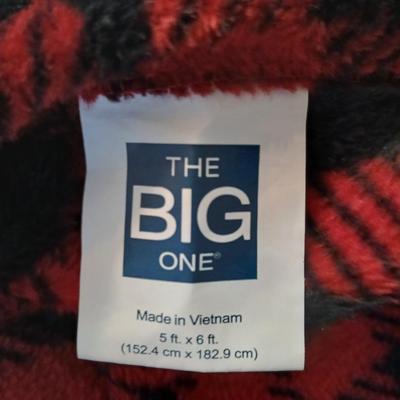 THE
BIG
ONE®
Made in Vietnam
5 ft. x 6 ft.
(152.4 cm x 182.9 cm)